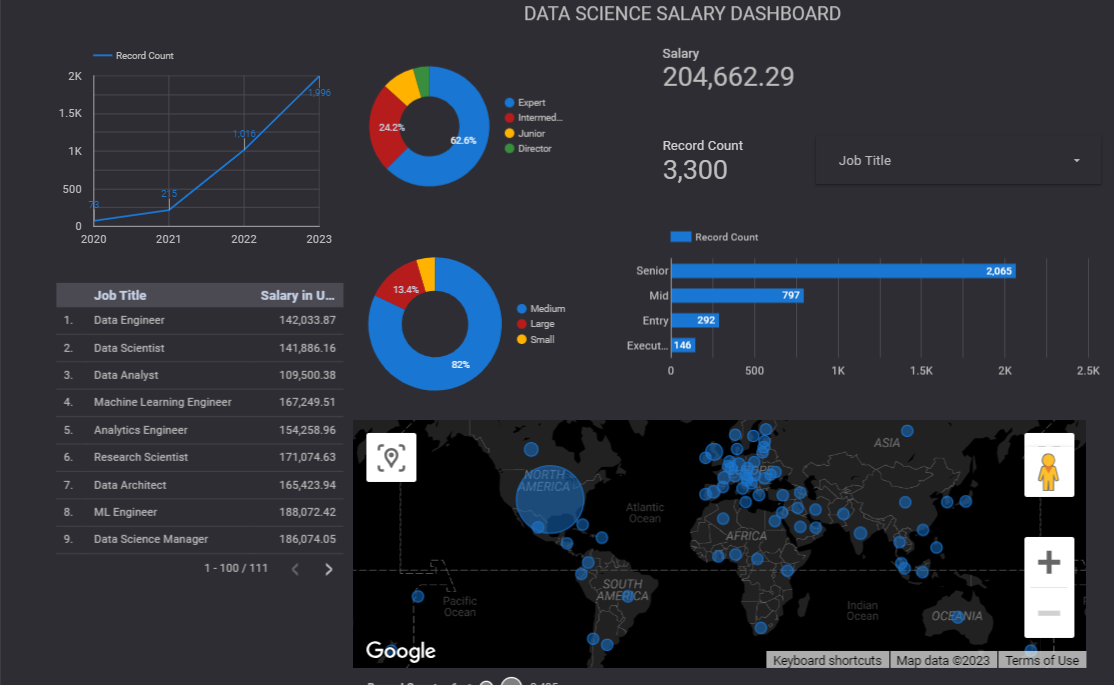 DATA SCIENCE SALARY DASHBOARD
Record Count
2K
1.5K
1K
500
0
73
215
1,016
1,996
2020 2021 2022 2023
24.2%
62.6%
Expert
Intermed...
Junior
Director
Salary
204,662.29
Record Count
3,300
Job Title
Job Title Salary in U...
1. Data Engineer 142,033.87
2. Data Scientist 141,886.16
3. Data Analyst 109,500.38
4. Machine Learning Engineer 167,249.51
5. Analytics Engineer 154,258.96
6. Research Scientist 171,074.63
7. Data Architect 165,423.94
8. ML Engineer 188,072.42
9. Data Science Manager 186,074.05
1 - 100 / 111
13.4%
82%
Medium
Large
Small
Record Count
Senior 2,065
Mid 797
Entry 292
Execut... 146
0 500 1K 1.5K 2K 2.5K
ASIA
NORTH
AMERICA
EUROPE
Atlantic
Ocean
AFRICA
SOUTH
AMERICA
Pacific
Ocean
Indian
Ocean
OCEANIA
Google
Keyboard shortcuts Map data ©2023 Terms of Use